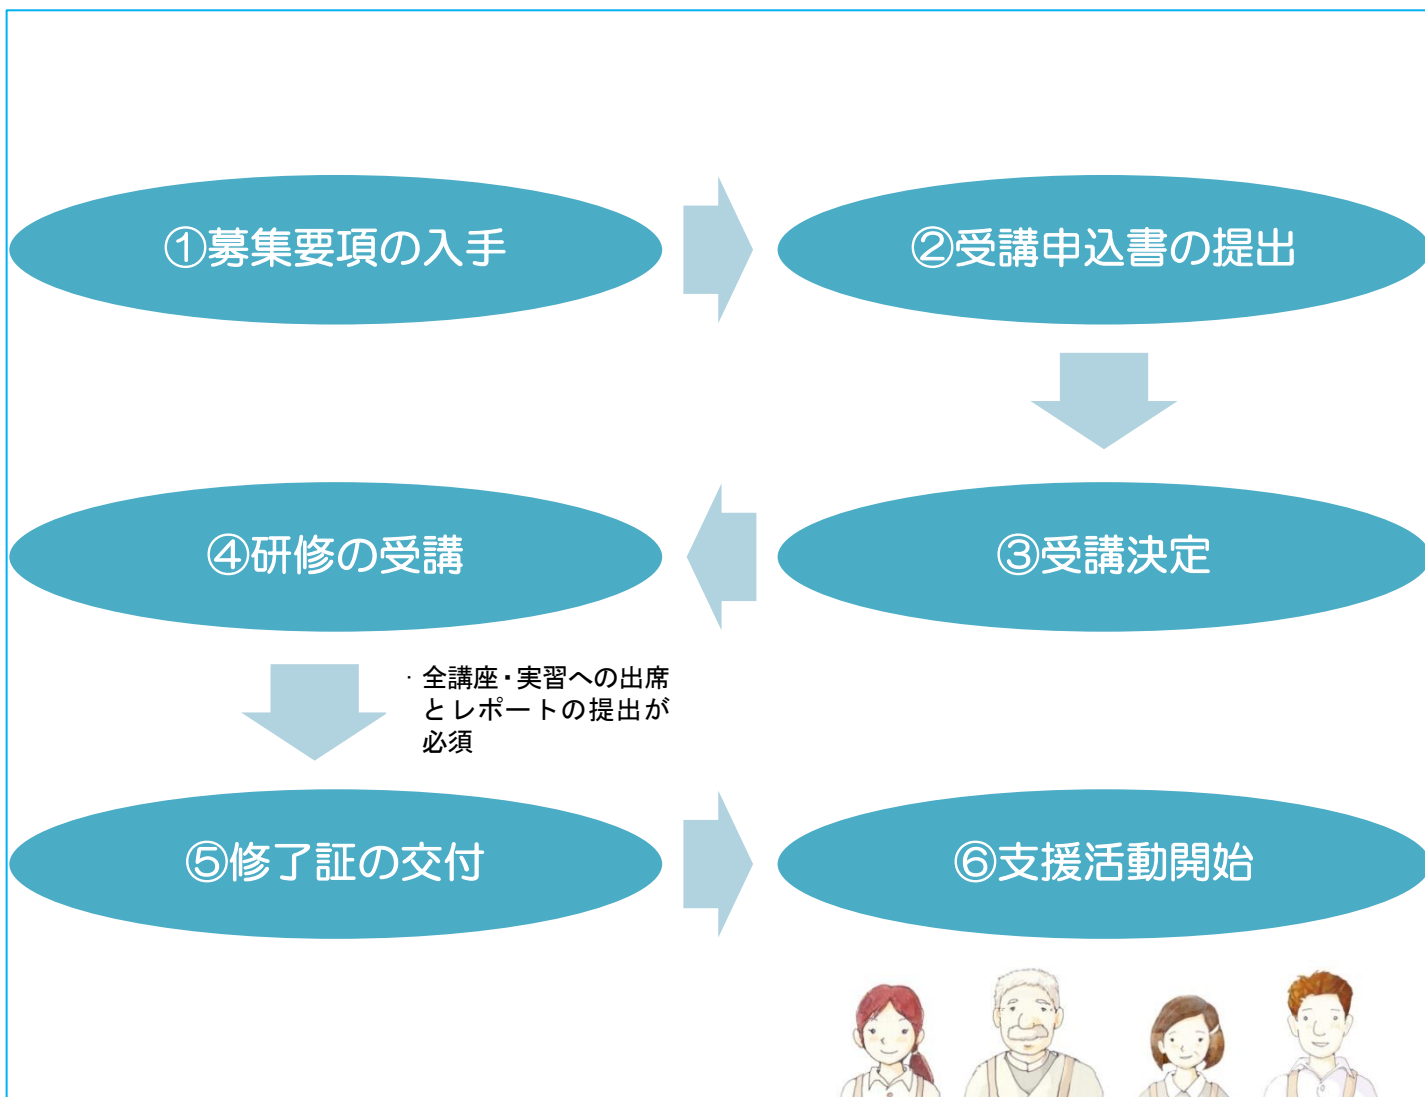 ①募集要項の入手
②受講申込書の提出
③受講決定
④研修の受講
・全講座・実習への出席
とレポートの提出が
必須
⑤修了証の交付
⑥支援活動開始